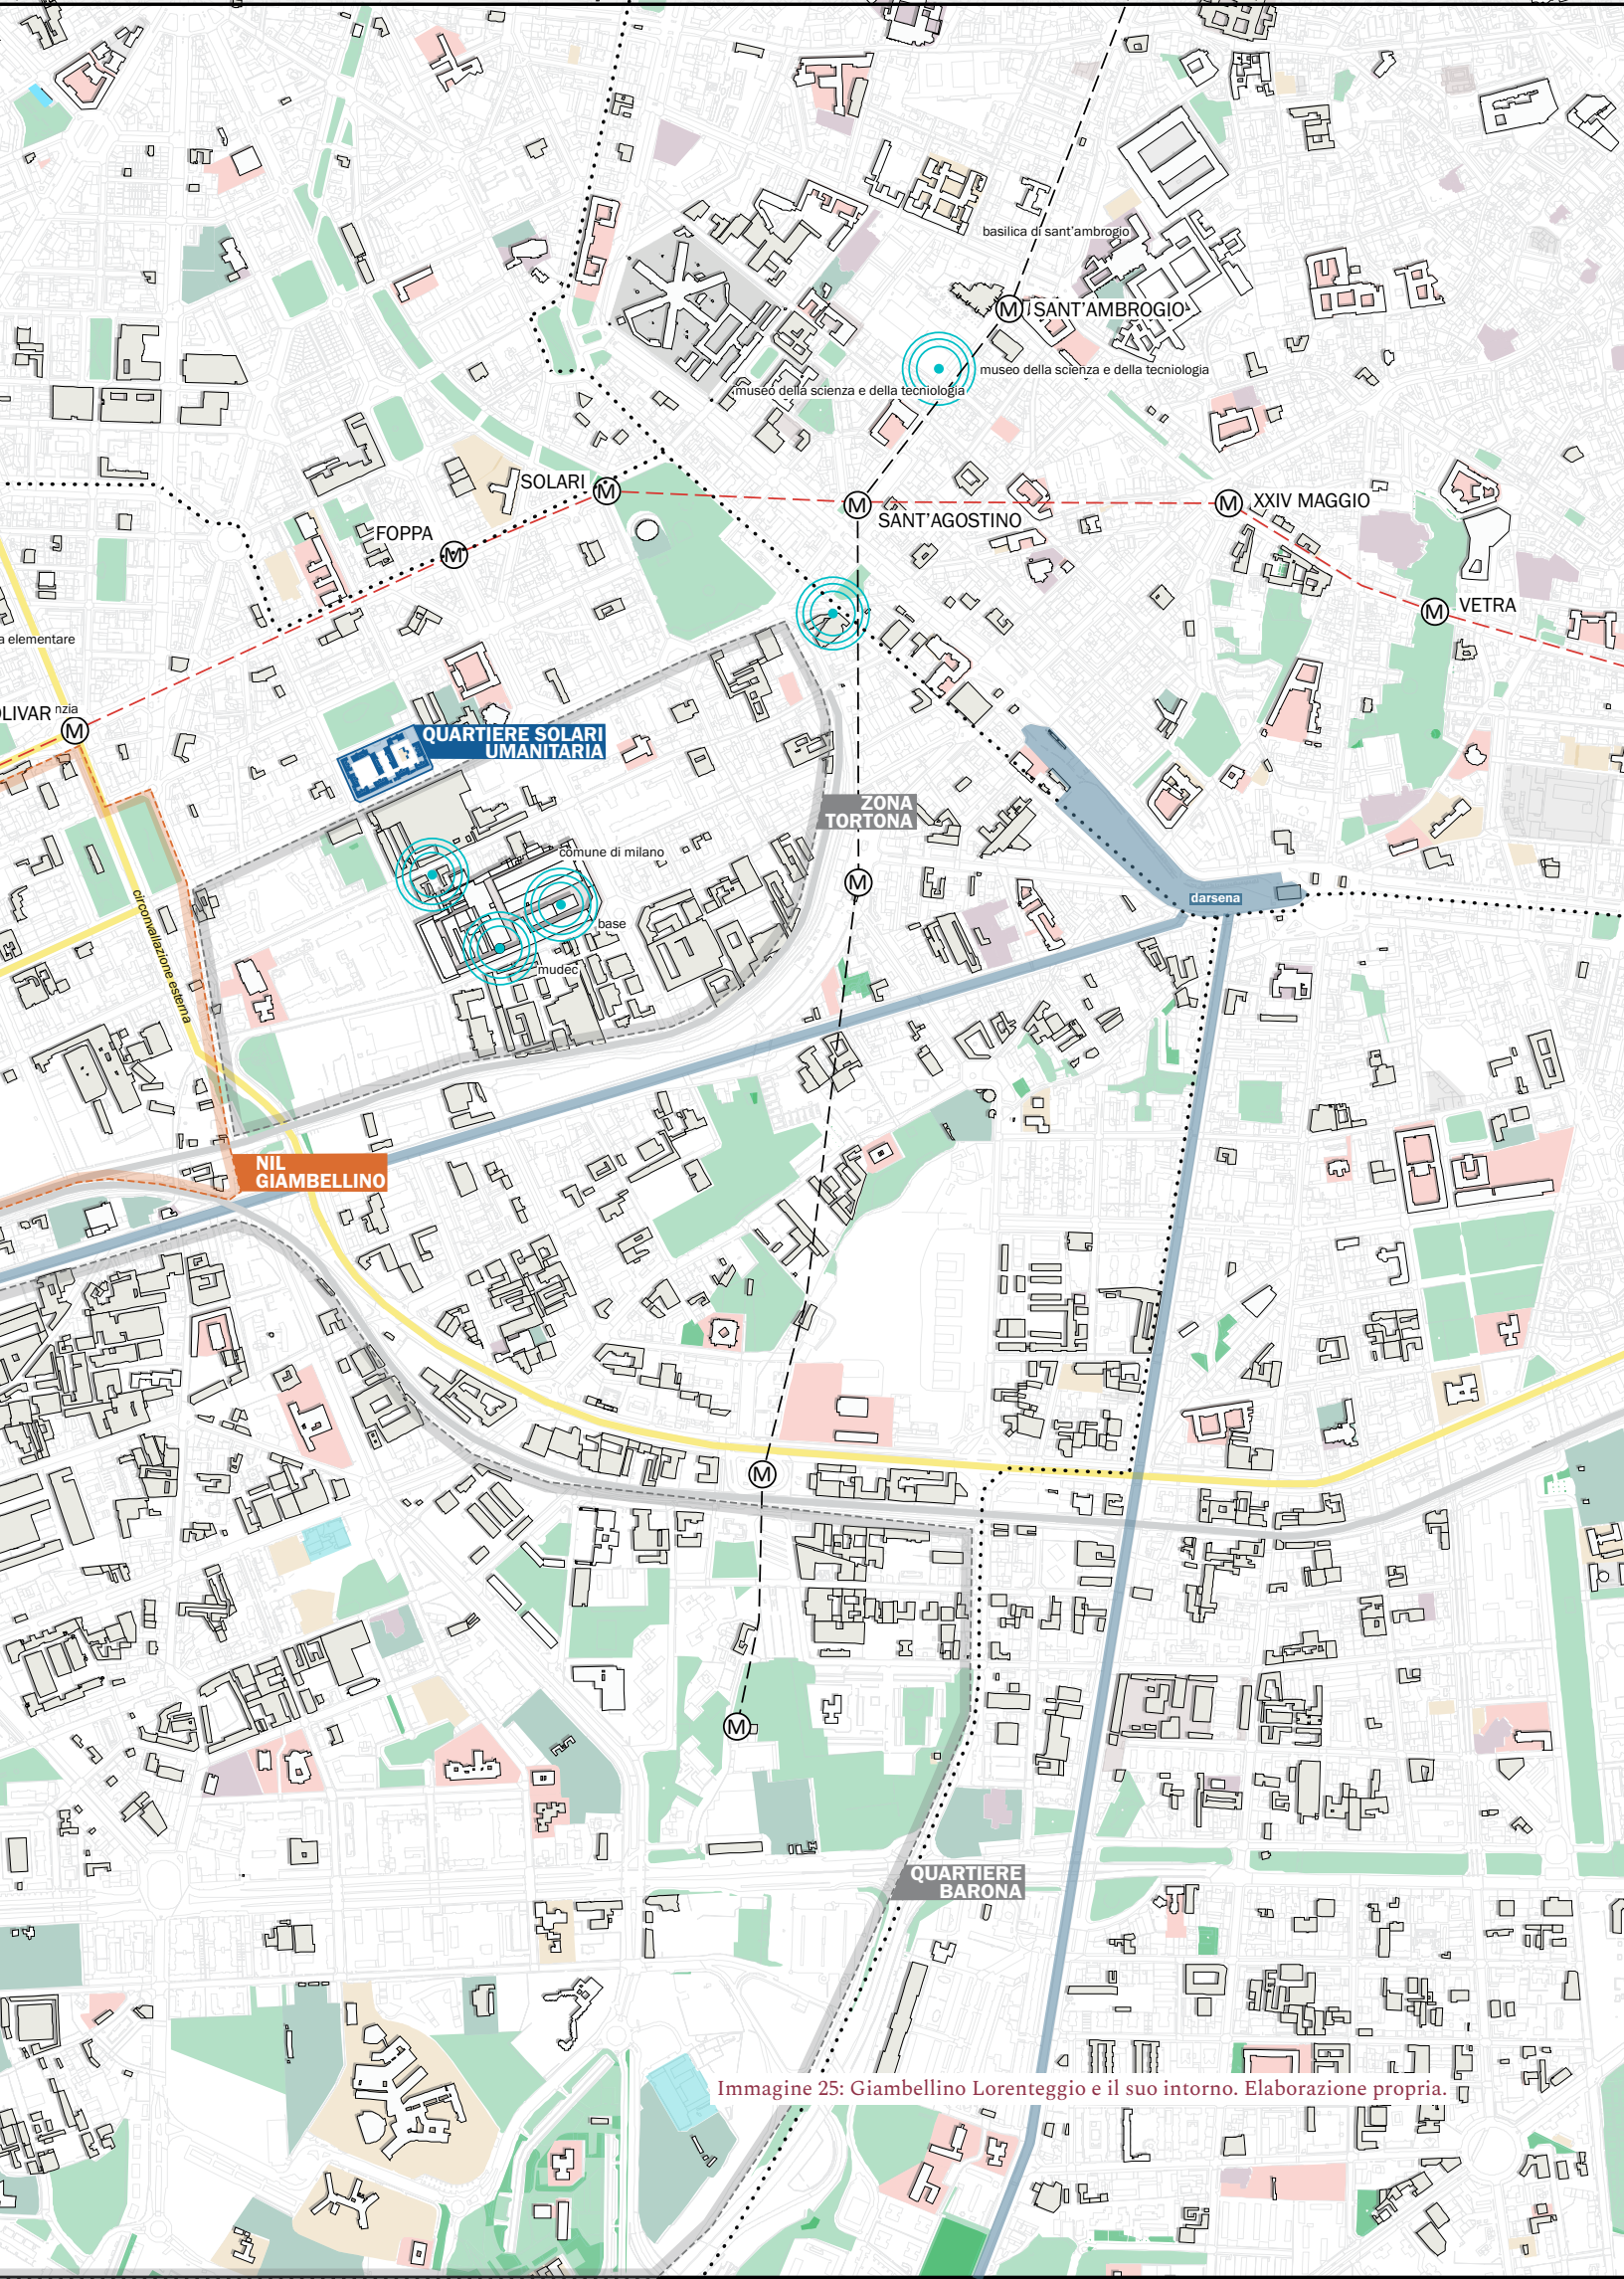 basilica di sant'ambrogio
M SANT'AMBROGIO
museo della scienza e della tecniologia
museo della scienza e della tecniologia
SOLARI M
M
SANT'AGOSTINO
M XXIV MAGGIO
FOPPA
M
M VETRA
a elementare
OLIVAR nzia
M
QUARTIERE SOLARI
UMANITARIA
ZONA
TORTONA
comune di milano
M
darsena
base
mudec
circonvallazione esterna
NIL
GIAMBELLINO
M
M
QUARTIERE
BARONA
Immagine 25: Giambellino Lorenteggio e il suo intorno. Elaborazione propria.